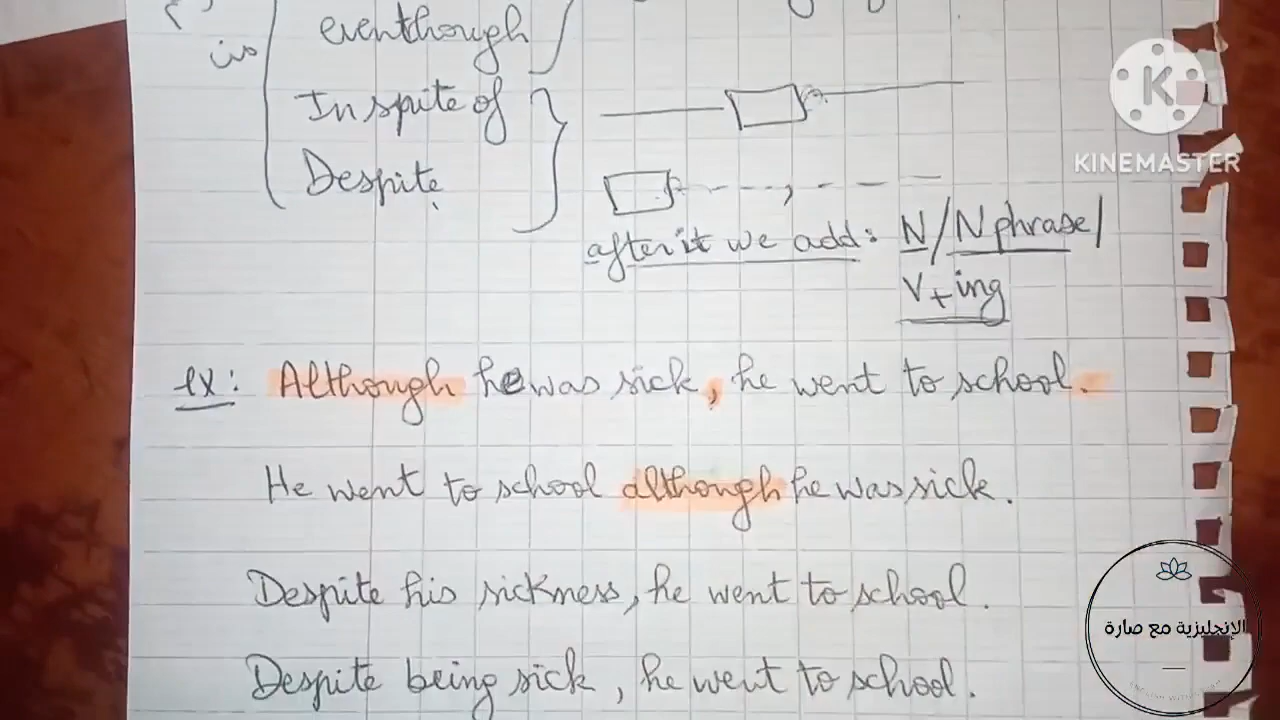 eventhough
In spite of
Despite
after it we add: N/N phrase/
V+ing
ex: Although he was sick, he went to school.
He went to school although he was sick.
Despite his sickness, he went to school.
Despite being sick, he went to school.
KINEMASTER
الإنجليزية مع صارة